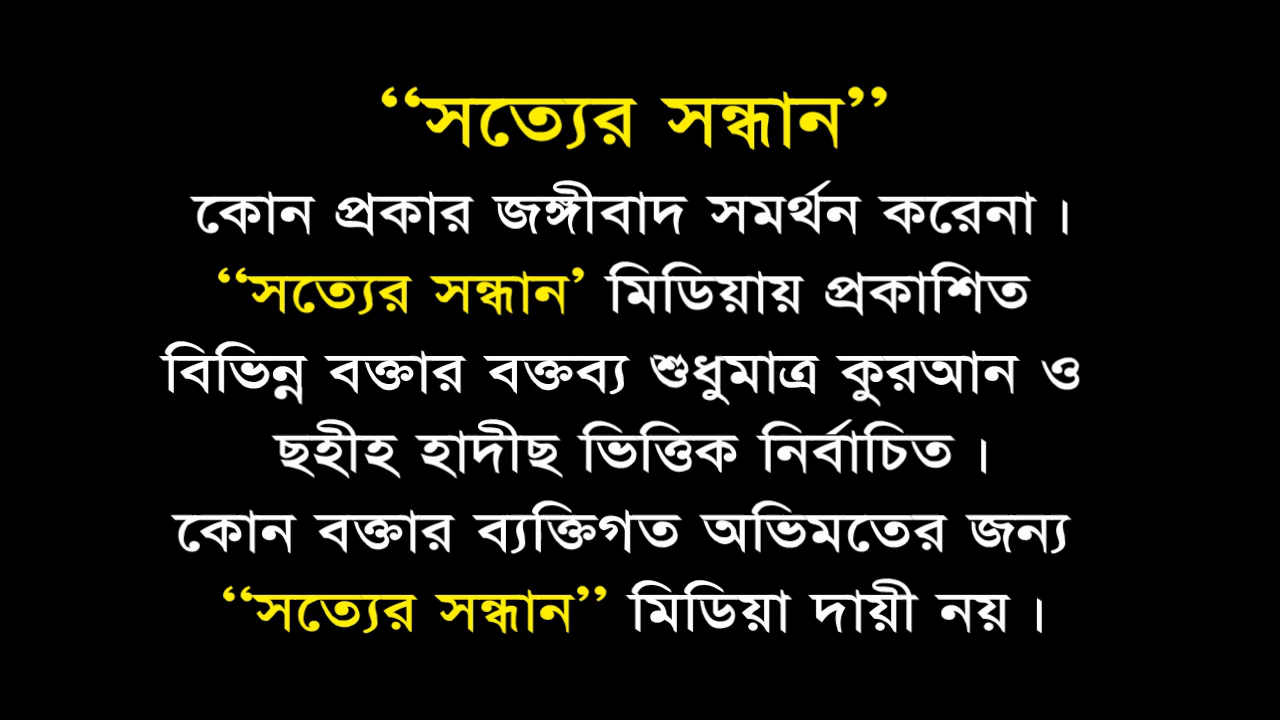 “সত্যের সন্ধান”
কোন প্রকার জঙ্গীবাদ সমর্থন করেনা।
“সত্যের সন্ধান’ মিডিয়ায় প্রকাশিত
বিভিন্ন বক্তার বক্তব্য শুধুমাত্র কুরআন ও
ছহীহ হাদীছ ভিত্তিক নির্বাচিত।
কোন বক্তার ব্যক্তিগত অভিমতের জন্য
“সত্যের সন্ধান” মিডিয়া দায়ী নয়।